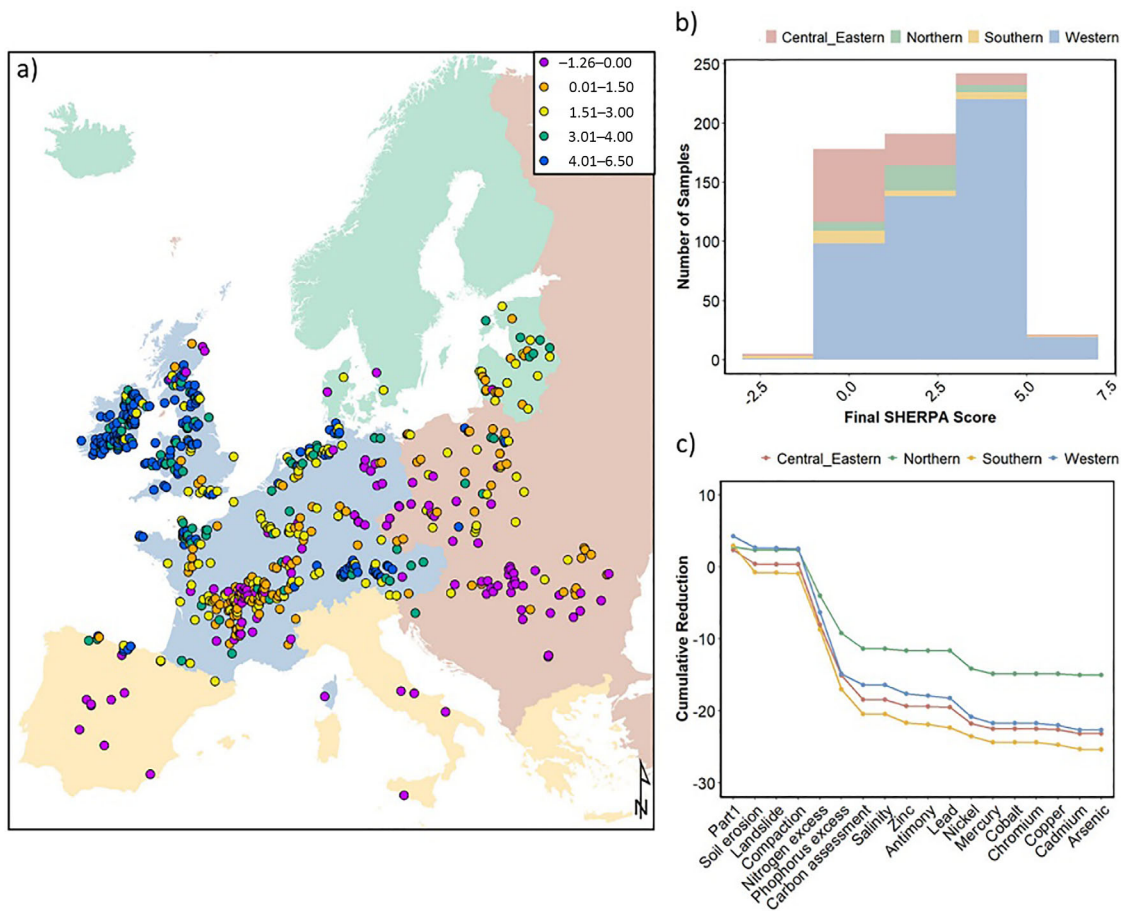 a)
−1.26–0.00
0.01–1.50
1.51–3.00
3.01–4.00
4.01–6.50
N
b)
Central_Eastern Northern Southern Western
Number of Samples
250
200
150
100
50
0
-2.5 0.0 2.5 5.0 7.5
Final SHERPA Score
c)
Central_Eastern Northern Southern Western
Cumulative Reduction
10
0
-10
-20
-30
Part1
Soil erosion
Landslide
Compaction
Nitrogen excess
Phophorus excess
Carbon assessment
Salinity
Zinc
Antimony
Lead
Nickel
Mercury
Cobalt
Chromium
Copper
Cadmium
Arsenic